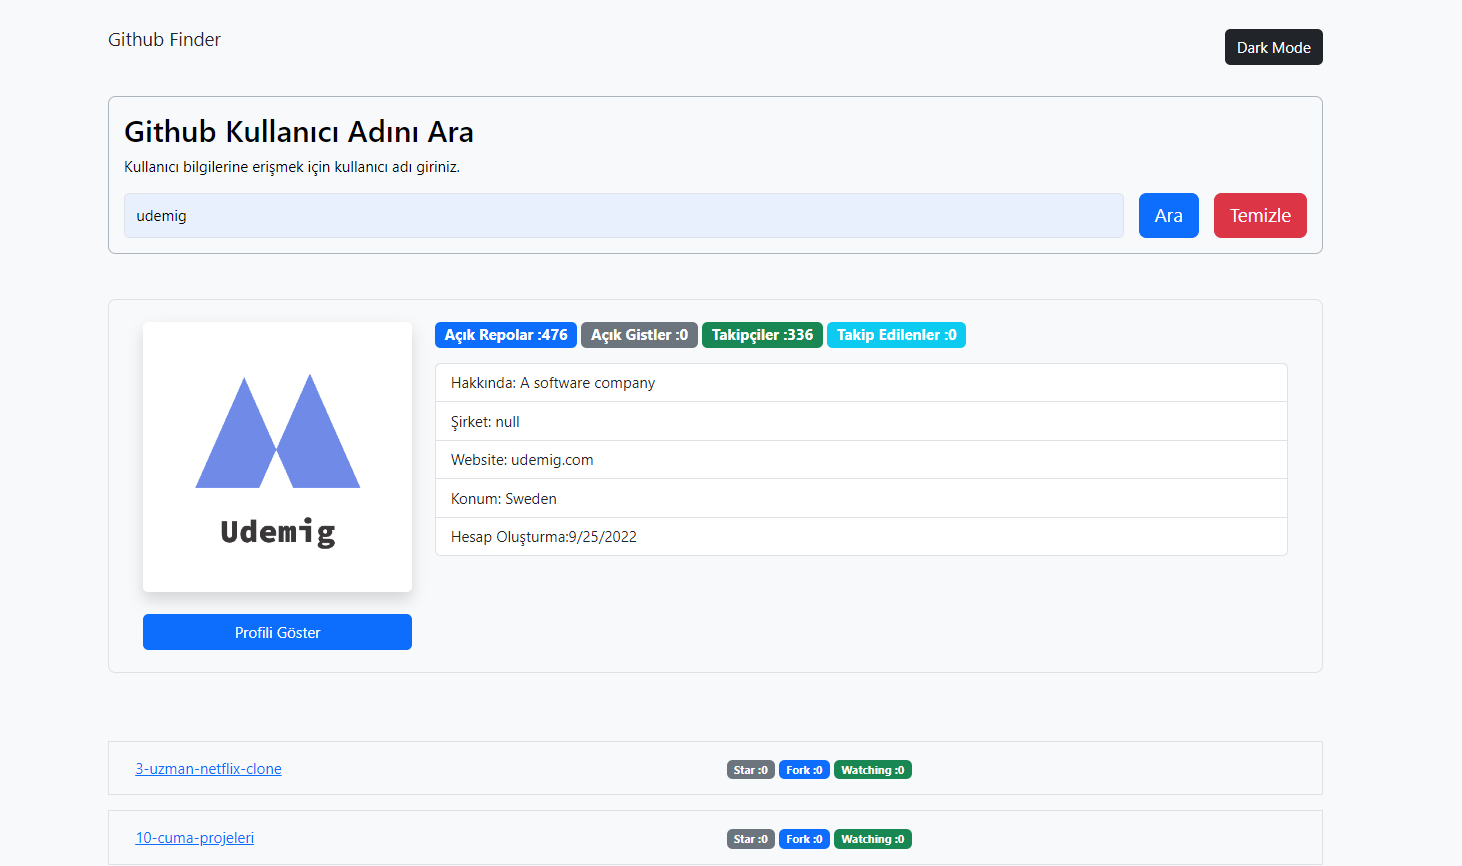 Github Finder
Dark Mode
Github Kullanıcı Adını Ara
Kullanıcı bilgilerine erişmek için kullanıcı adı giriniz.
udemig
Ara
Temizle
Udemig
Profili Göster
Açık Repolar :476
Açık Gistler :0
Takipçiler :336
Takip Edilenler :0
Hakkında: A software company
Şirket: null
Website: udemig.com
Konum: Sweden
Hesap Oluşturma:9/25/2022
3-uzman-netflix-clone
Star :0
Fork :0
Watching :0
10-cuma-projeleri
Star :0
Fork :0
Watching :0